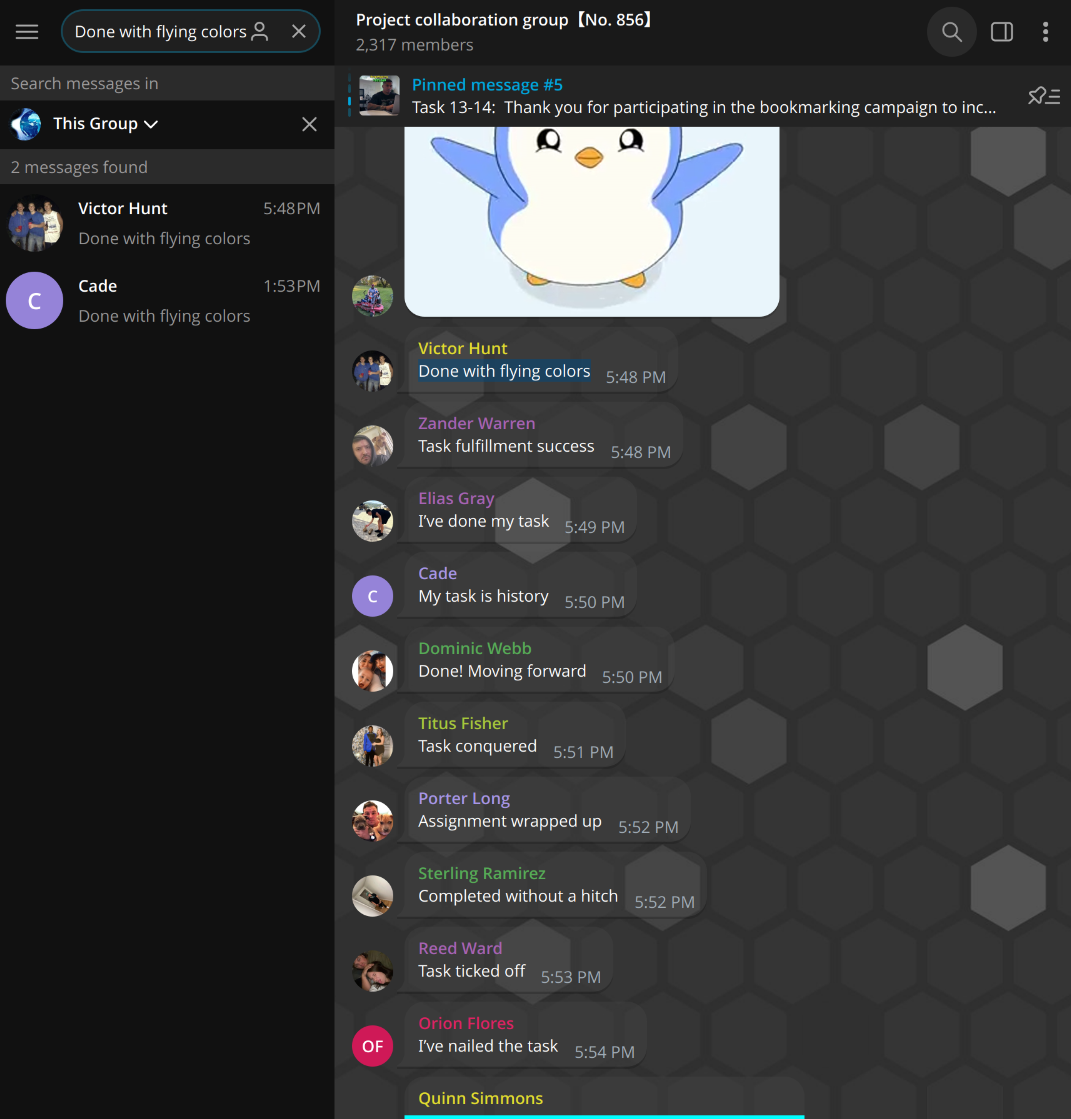 Done with flying colors
Search messages in
This Group
2 messages found
Victor Hunt 5:48PM
Done with flying colors
C
Cade 1:53PM
Done with flying colors
Project collaboration group【No. 856】
2,317 members
Pinned message #5
Task 13-14: Thank you for participating in the bookmarking campaign to inc...
Victor Hunt
Done with flying colors 5:48 PM
Zander Warren
Task fulfillment success 5:48 PM
Elias Gray
I’ve done my task 5:49 PM
C
Cade
My task is history 5:50 PM
Dominic Webb
Done! Moving forward 5:50 PM
Titus Fisher
Task conquered 5:51 PM
Porter Long
Assignment wrapped up 5:52 PM
Sterling Ramirez
Completed without a hitch 5:52 PM
Reed Ward
Task ticked off 5:53 PM
OF
Orion Flores
I’ve nailed the task 5:54 PM
Quinn Simmons